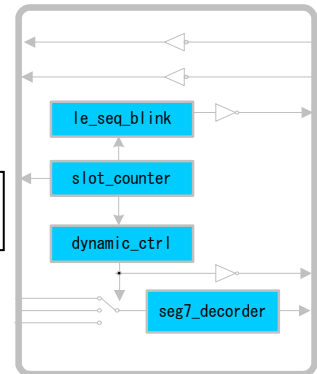 le_seq_blink
slot_counter
dynamic_ctrl
seg7_decorder